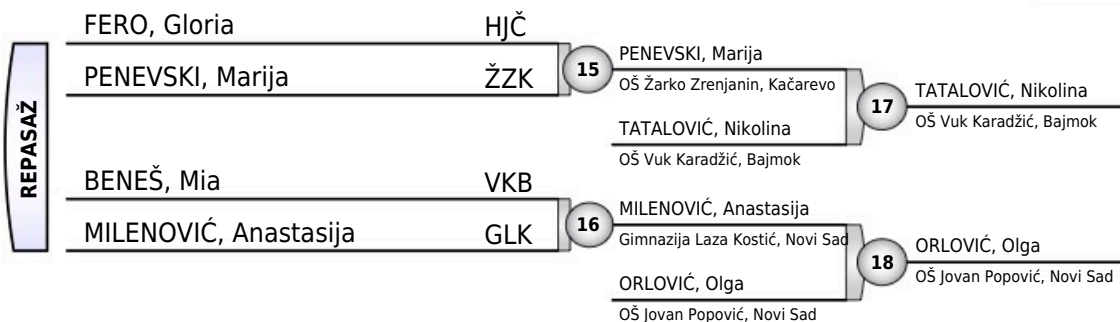 REPASAŽ
FERO, Gloria HJČ
PENEVSKI, Marija ŽZK
15
PENEVSKI, Marija
OŠ Žarko Zrenjanin, Kačarevo
TATALOVIĆ, Nikolina
OŠ Vuk Karadžić, Bajmok
17
TATALOVIĆ, Nikolina
OŠ Vuk Karadžić, Bajmok
BENEŠ, Mia VKB
MILENOVIĆ, Anastasija GLK
16
MILENOVIĆ, Anastasija
Gimnazija Laza Kostić, Novi Sad
ORLOVIĆ, Olga
OŠ Jovan Popović, Novi Sad
18
ORLOVIĆ, Olga
OŠ Jovan Popović, Novi Sad